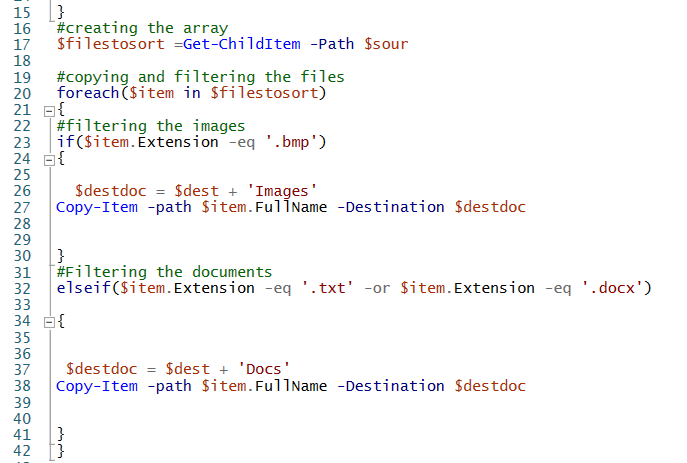 15 }
16 #creating the array
17 $filestosort =Get-ChildItem -Path $sour
18
19 #copying and filtering the files
20 foreach($item in $filestosort)
21 {
22 #filtering the images
23 if($item.Extension -eq '.bmp')
24 {
25
26 $destdoc = $dest + 'Images'
27 Copy-Item -path $item.FullName -Destination $destdoc
28
29
30 }
31 #Filtering the documents
32 elseif($item.Extension -eq '.txt' -or $item.Extension -eq '.docx')
33
34 {
35
36
37 $destdoc = $dest + 'Docs'
38 Copy-Item -path $item.FullName -Destination $destdoc
39
40
41 }
42 }